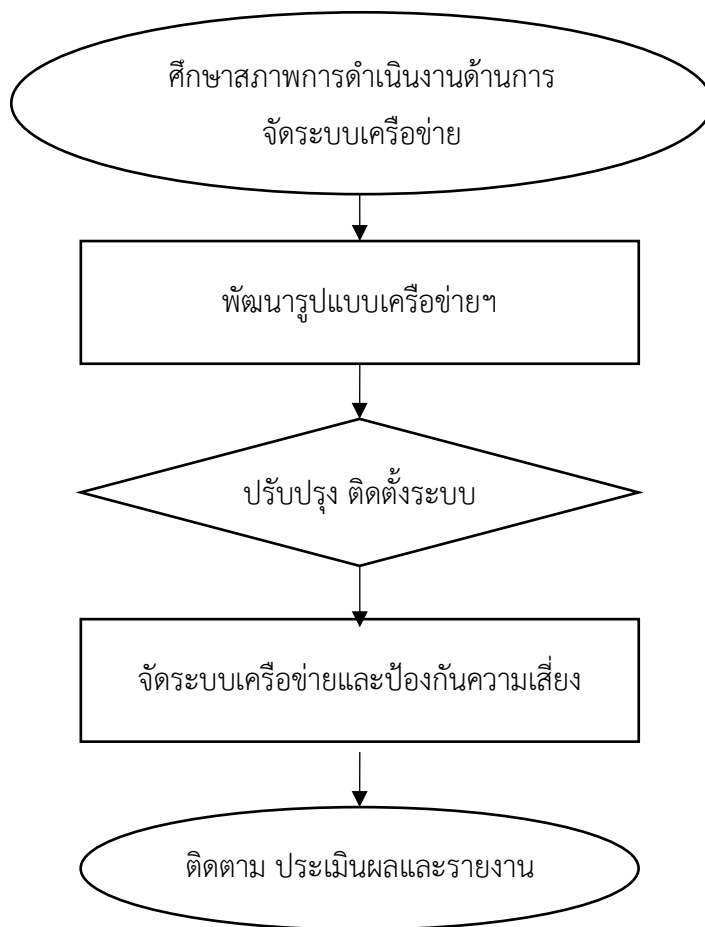 ศึกษาสภาพการดำเนินงานด้านการ
จัดระบบเครือข่าย
พัฒนารูปแบบเครือข่ายฯ
ปรับปรุง ติดตั้งระบบ
จัดระบบเครือข่ายและป้องกันความเสี่ยง
ติดตาม ประเมินผลและรายงาน